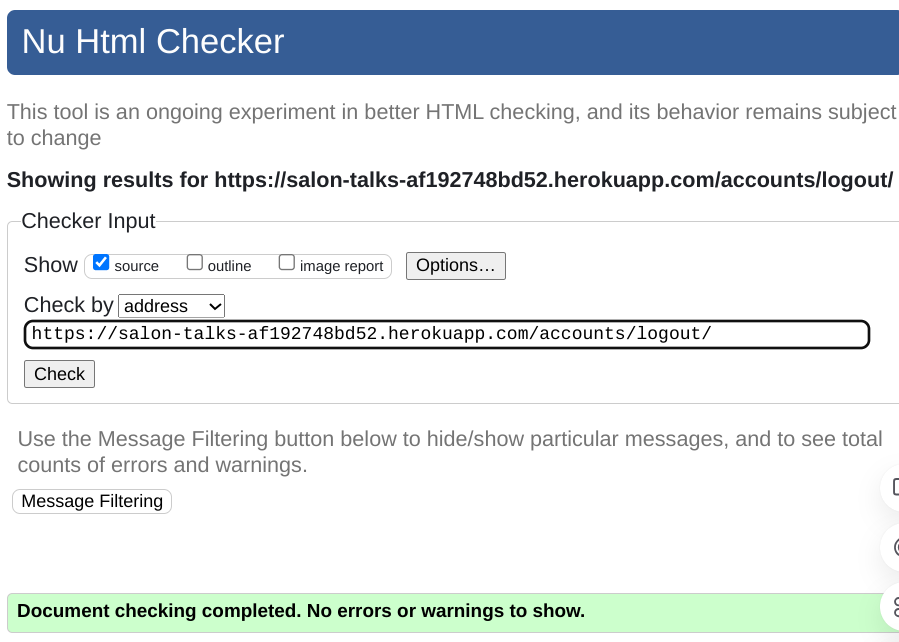 Nu Html Checker
This tool is an ongoing experiment in better HTML checking, and its behavior remains subject
to change
Showing results for https://salon-talks-af192748bd52.herokuapp.com/accounts/logout/
Checker Input
Show source outline image report Options...
Check by address
https://salon-talks-af192748bd52.herokuapp.com/accounts/logout/
Check
Use the Message Filtering button below to hide/show particular messages, and to see total
counts of errors and warnings.
Message Filtering
Document checking completed. No errors or warnings to show.